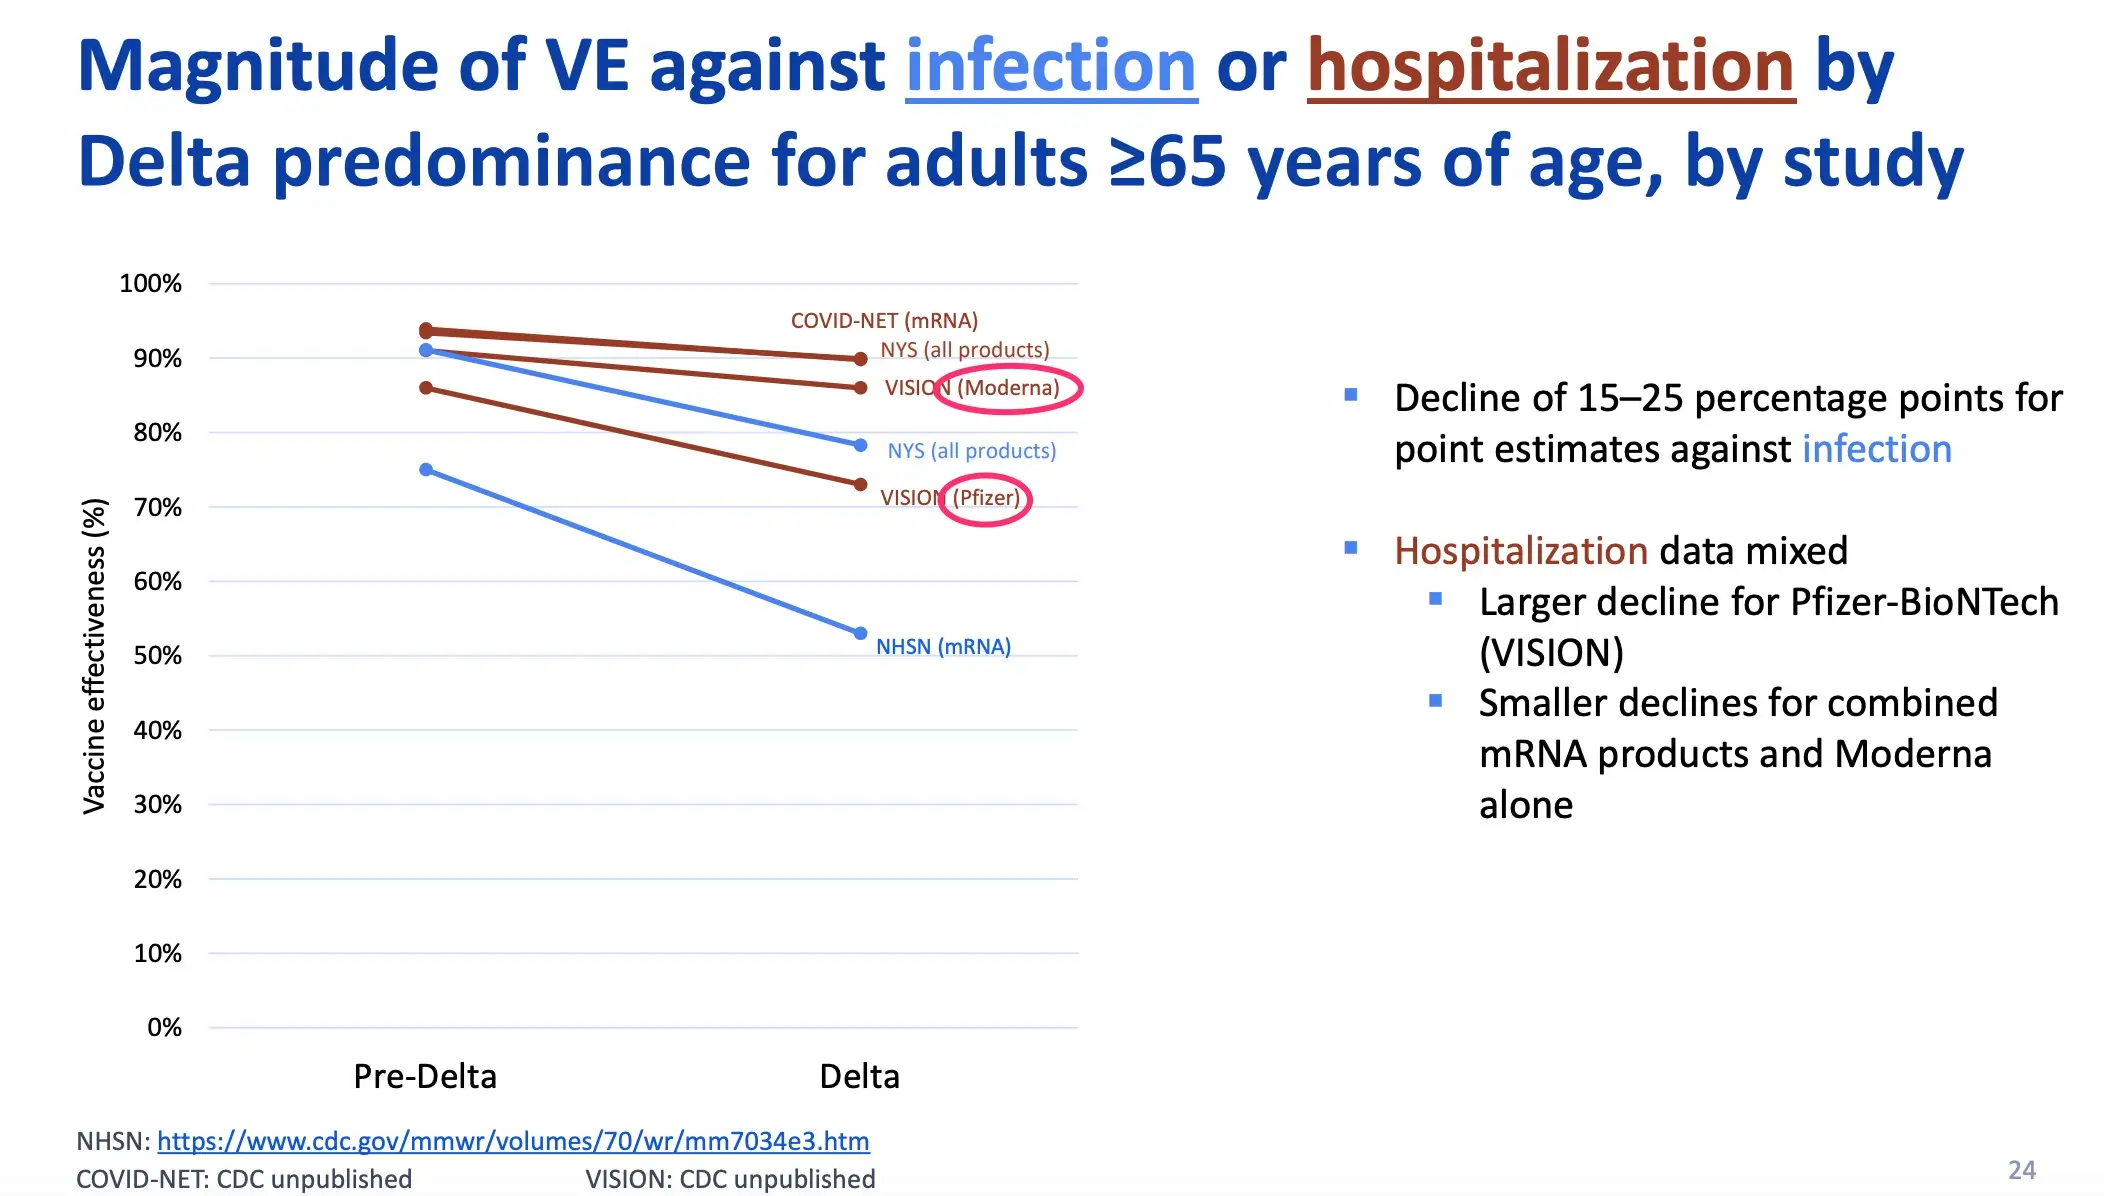 Magnitude of VE against infection or hospitalization by
Delta predominance for adults ≥65 years of age, by study
Vaccine effectiveness (%)
100%
90%
80%
70%
60%
50%
40%
30%
20%
10%
0%
COVID-NET (mRNA)
NYS (all products)
VISION (Moderna)
NYS (all products)
VISION (Pfizer)
NHSN (mRNA)
Pre-Delta
Delta
Decline of 15–25 percentage points for
point estimates against infection
Hospitalization data mixed
Larger decline for Pfizer-BioNTech
(VISION)
Smaller declines for combined
mRNA products and Moderna
alone
NHSN: https://www.cdc.gov/mmwr/volumes/70/wr/mm7034e3.htm
COVID-NET: CDC unpublished
VISION: CDC unpublished
24